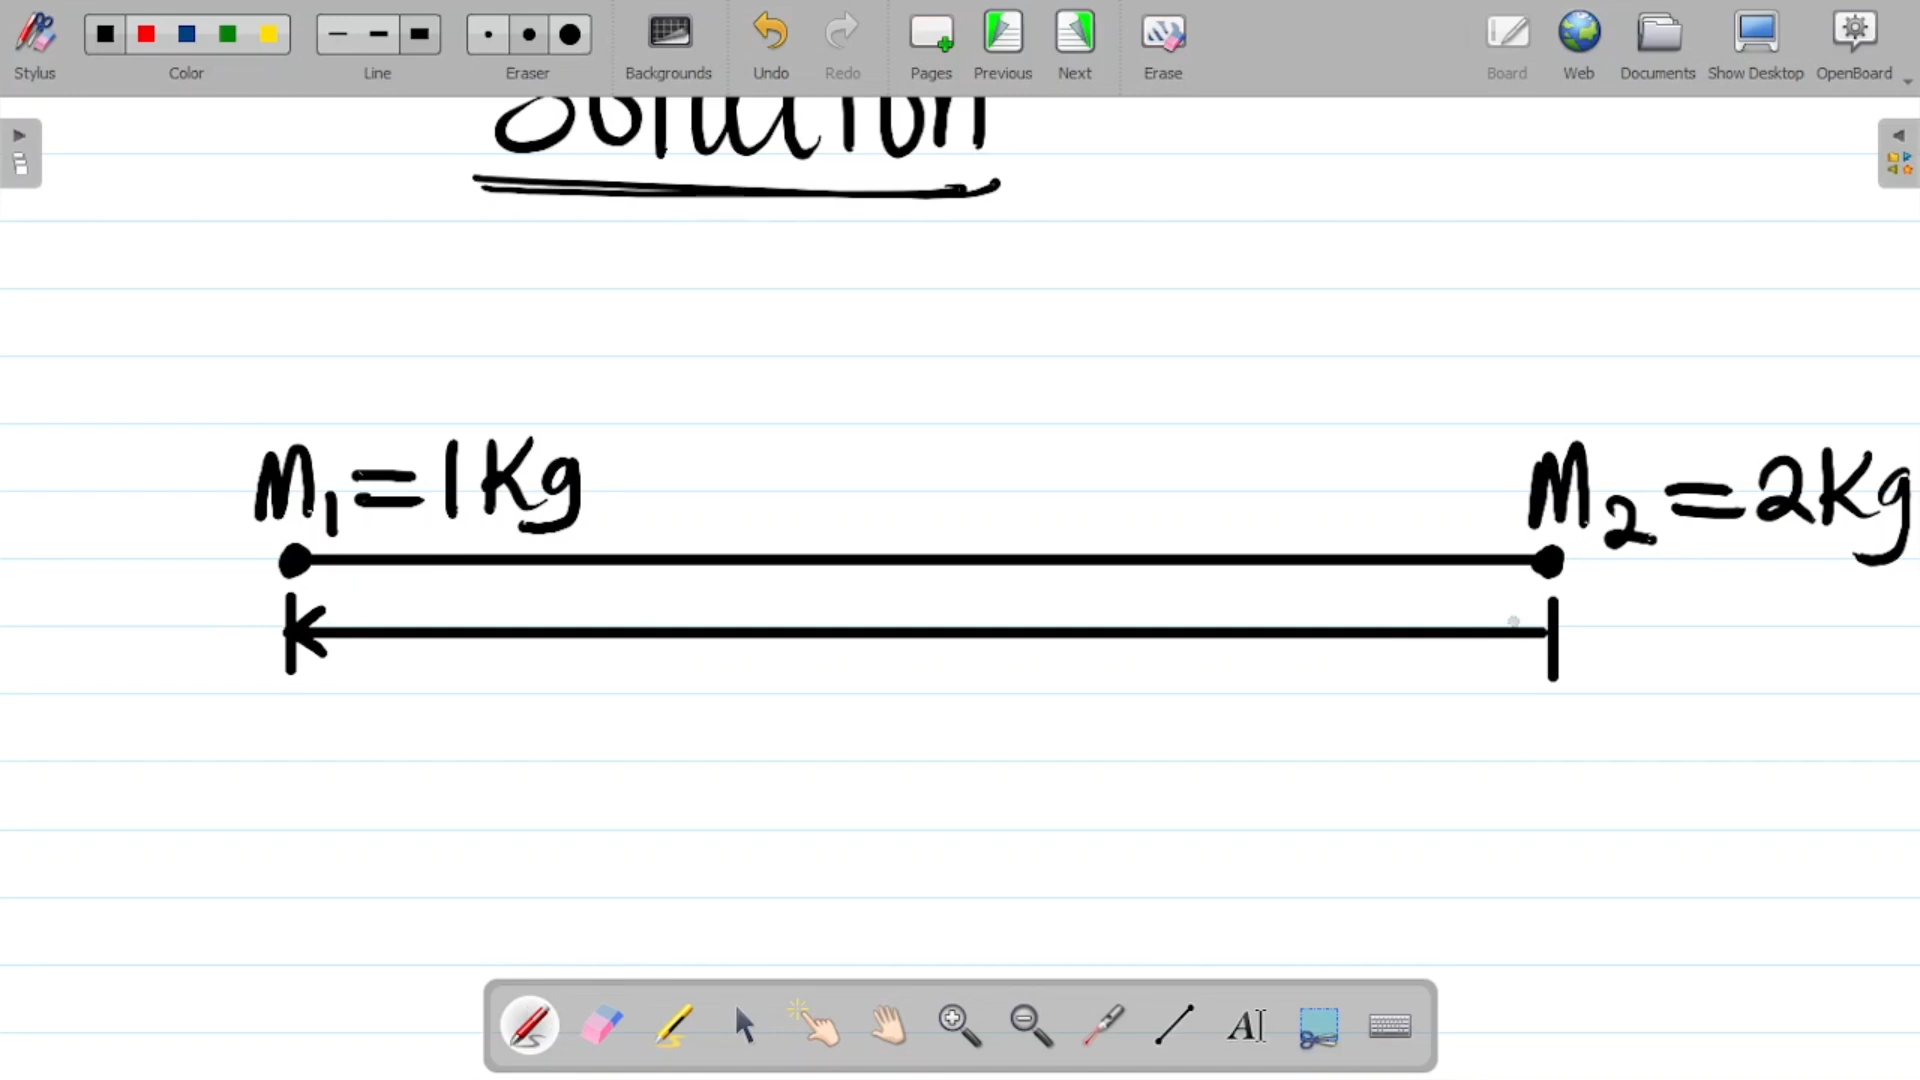 Stylus Color Line Eraser Backgrounds Undo Redo Pages Previous Next Erase Board Web Documents Show Desktop OpenBoard
Solution
M₁=1Kg M₂=2Kg